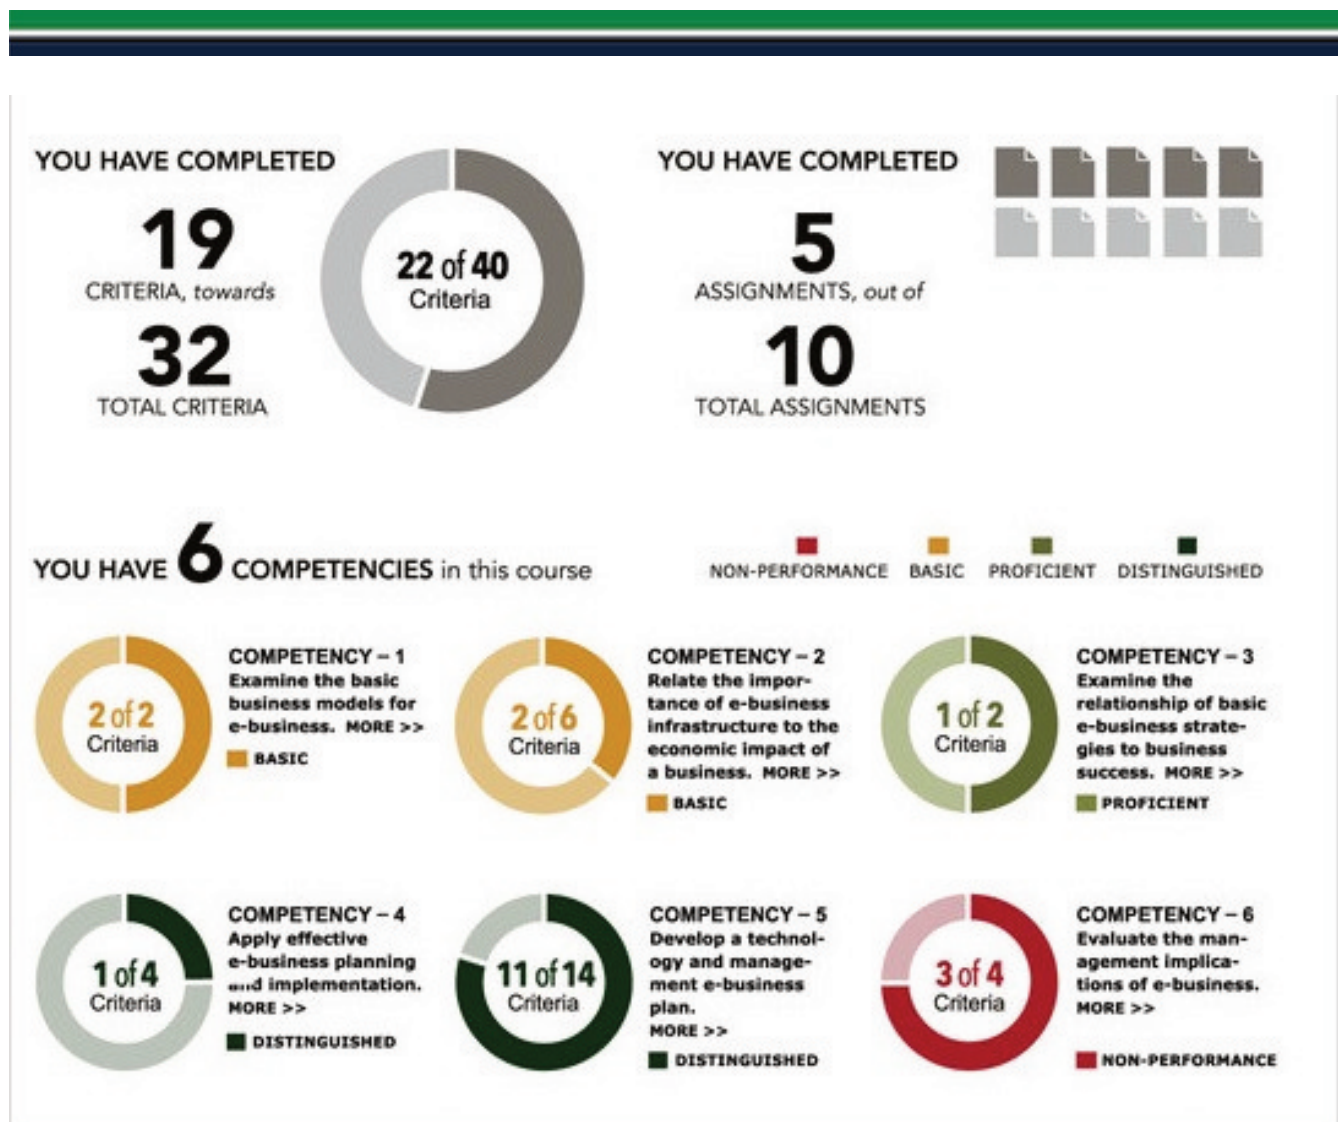 YOU HAVE COMPLETED
19
CRITERIA, towards
32
TOTAL CRITERIA
22 of 40
Criteria
YOU HAVE COMPLETED
5
ASSIGNMENTS, out of
10
TOTAL ASSIGNMENTS
YOU HAVE 6 COMPETENCIES in this course
NON-PERFORMANCE BASIC PROFICIENT DISTINGUISHED
2 of 2
Criteria
COMPETENCY – 1
Examine the basic
business models for
e-business. MORE >>
BASIC
2 of 6
Criteria
COMPETENCY – 2
Relate the impor-
tance of e-business
infrastructure to the
economic impact of
a business. MORE >>
BASIC
1 of 2
Criteria
COMPETENCY – 3
Examine the
relationship of basic
e-business strate-
gies to business
success. MORE >>
PROFICIENT
1 of 4
Criteria
COMPETENCY – 4
Apply effective
e-business planning
and implementation.
MORE >>
DISTINGUISHED
11 of 14
Criteria
COMPETENCY – 5
Develop a technol-
ogy and manage-
ment e-business
plan.
MORE >>
DISTINGUISHED
3 of 4
Criteria
COMPETENCY – 6
Evaluate the man-
agement implica-
tions of e-business.
MORE >>
NON-PERFORMANCE